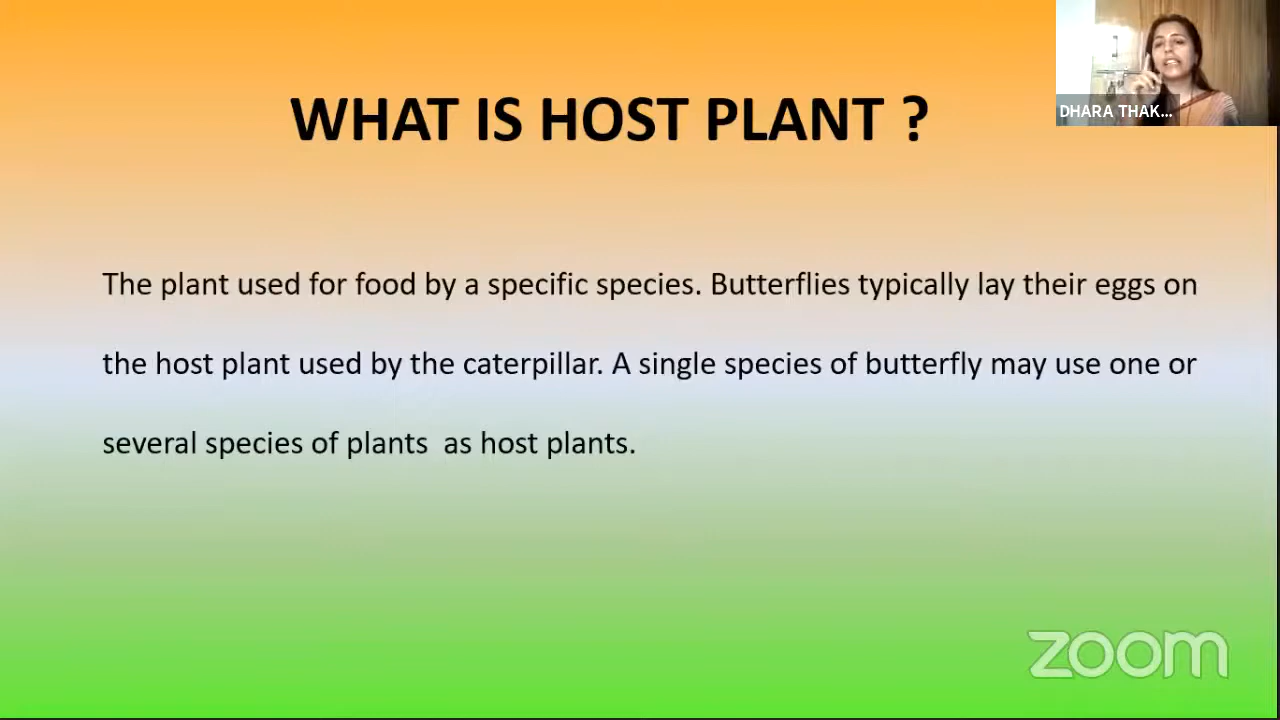 WHAT IS HOST PLANT ?
DHARA THAK...
The plant used for food by a specific species. Butterflies typically lay their eggs on
the host plant used by the caterpillar. A single species of butterfly may use one or
several species of plants  as host plants.
zoom